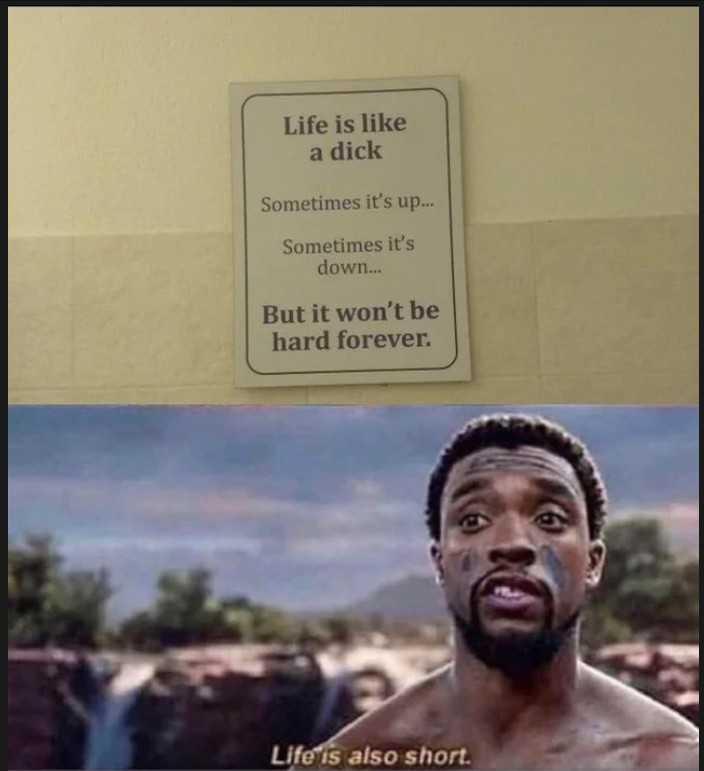 Life is like
a dick
Sometimes it's up...
Sometimes it's
down...
But it won't be
hard forever.
Life is also short.